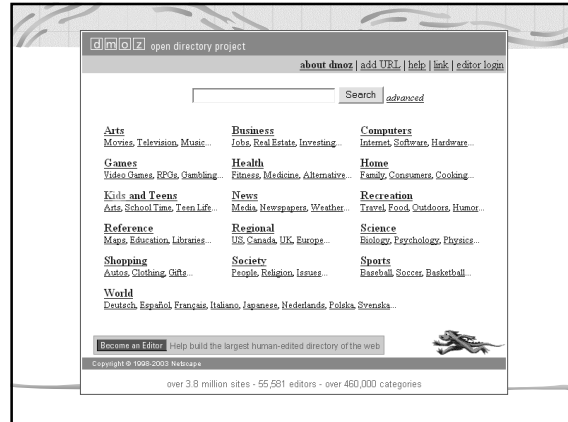 dmoz open directory project
about dmoz | add URL | help | link | editor login
Search advanced
Arts Business Computers
Movies, Television, Music... Jobs, Real Estate, Investing... Internet, Software, Hardware...
Games Health Home
Video Games, RPGs, Gambling... Fitness, Medicine, Alternative... Family, Consumers, Cooking...
Kids and Teens News Recreation
Arts, School Time, Teen Life... Media, Newspapers, Weather... Travel, Food, Outdoors, Humor...
Reference Regional Science
Maps, Education, Libraries... US, Canada, UK, Europe... Biology, Psychology, Physics...
Shopping Society Sports
Autos, Clothing, Gifts... People, Religion, Issues... Baseball, Soccer, Basketball...
World
Deutsch, Español, Français, Italiano, Japanese, Nederlands, Polska, Svenska...
Become an Editor Help build the largest human-edited directory of the web
Copyright © 1998-2003 Netscape
over 3.8 million sites - 55,581 editors - over 460,000 categories